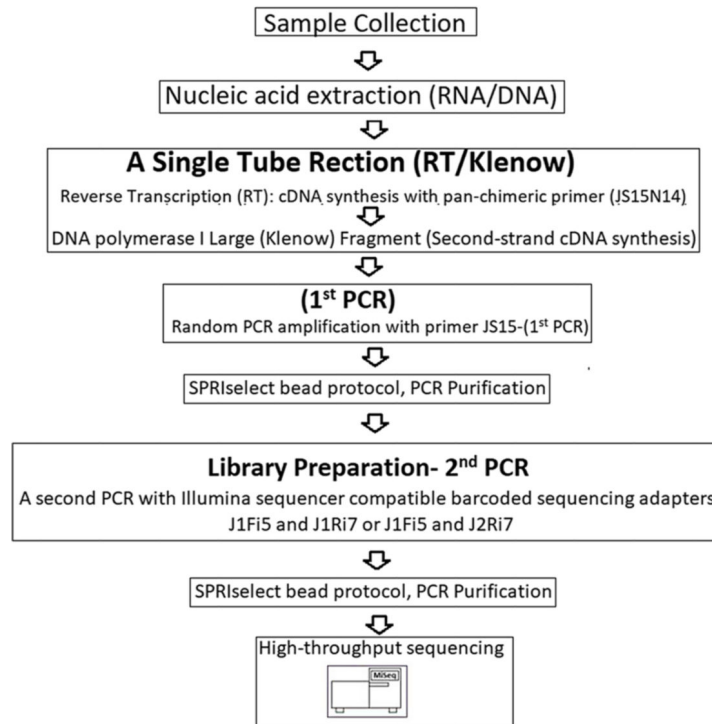 Sample Collection
Nucleic acid extraction (RNA/DNA)
A Single Tube Rection (RT/Klenow)
Reverse Transcription (RT): cDNA synthesis with pan-chimeric primer (JS15N14)
DNA polymerase I Large (Klenow) Fragment (Second-strand cDNA synthesis)
(1st PCR)
Random PCR amplification with primer JS15-(1st PCR)
SPRIselect bead protocol, PCR Purification
Library Preparation- 2nd PCR
A second PCR with Illumina sequencer compatible barcoded sequencing adapters
J1Fi5 and J1Ri7 or J1Fi5 and J2Ri7
SPRIselect bead protocol, PCR Purification
High-throughput sequencing
MiSeq